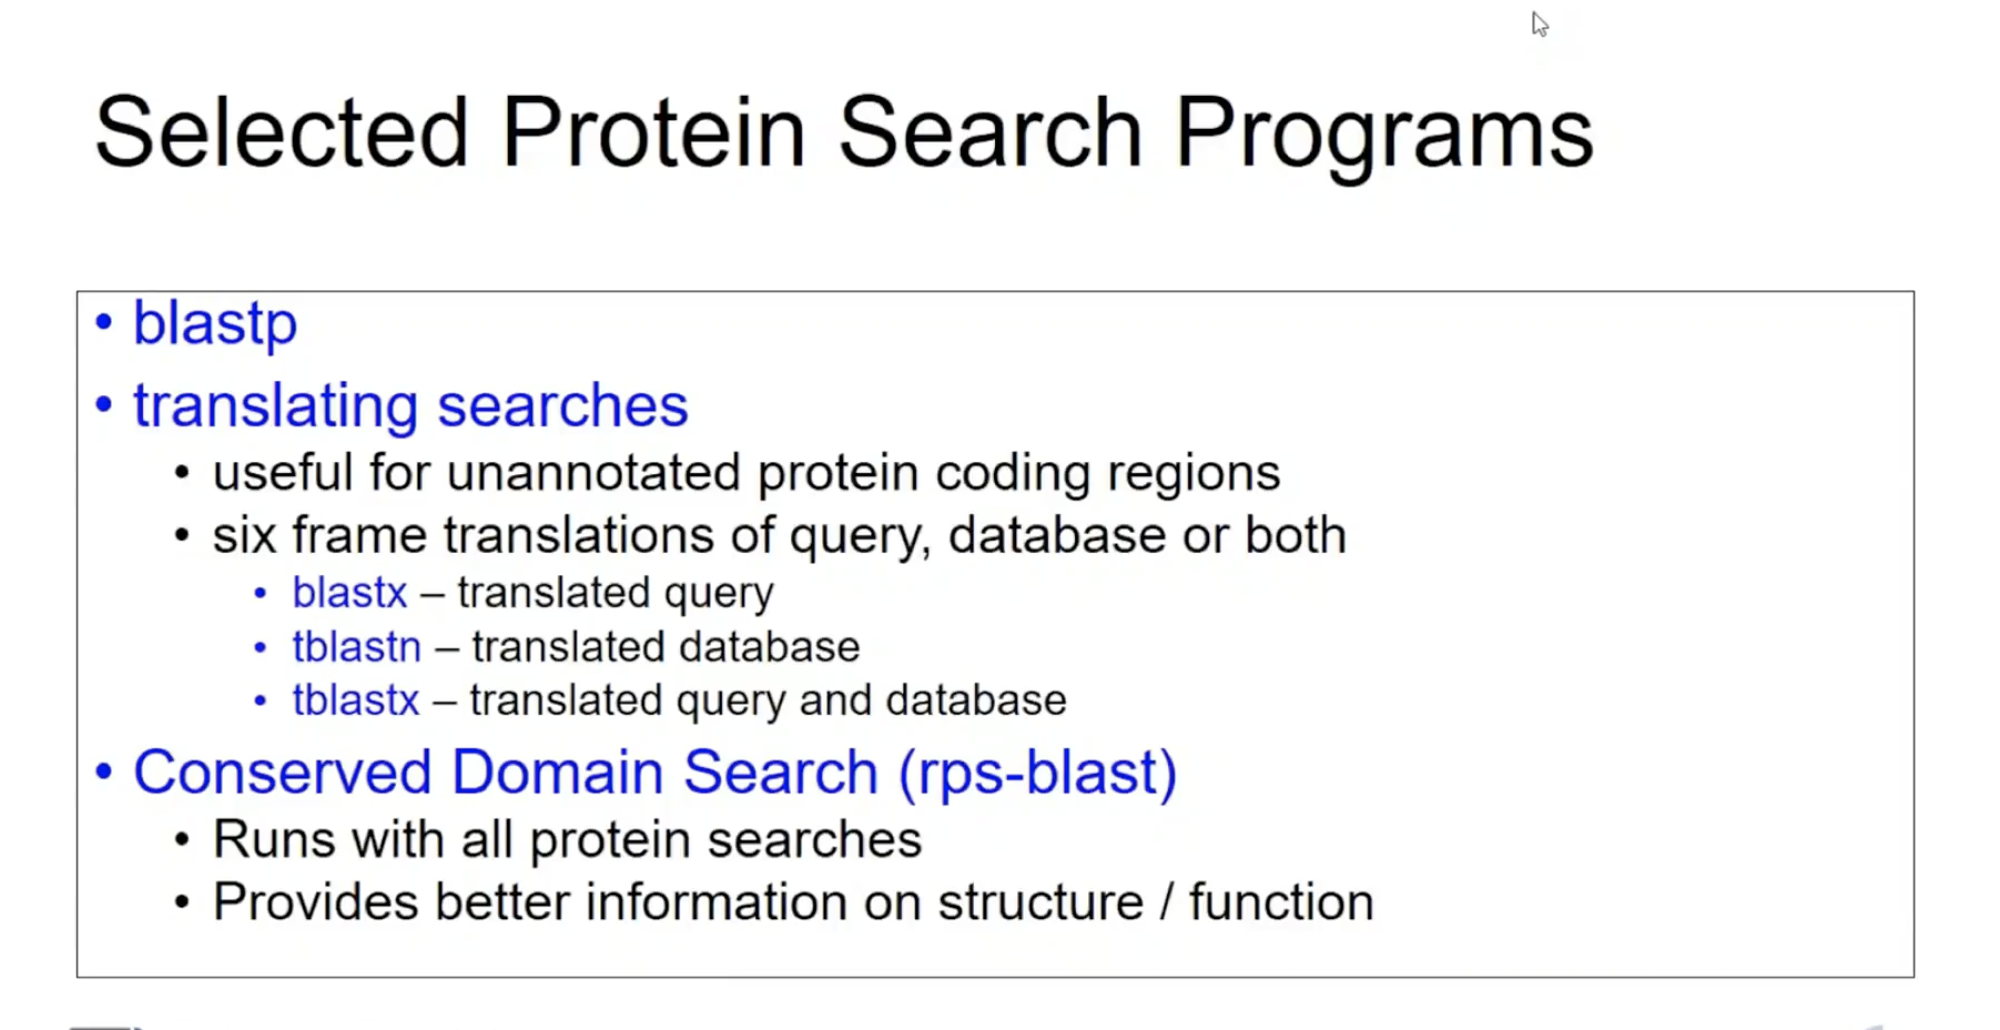 Selected Protein Search Programs
• blastp
• translating searches
• useful for unannotated protein coding regions
• six frame translations of query, database or both
• blastx – translated query
• tblastn – translated database
• tblastx – translated query and database
• Conserved Domain Search (rps-blast)
• Runs with all protein searches
• Provides better information on structure / function